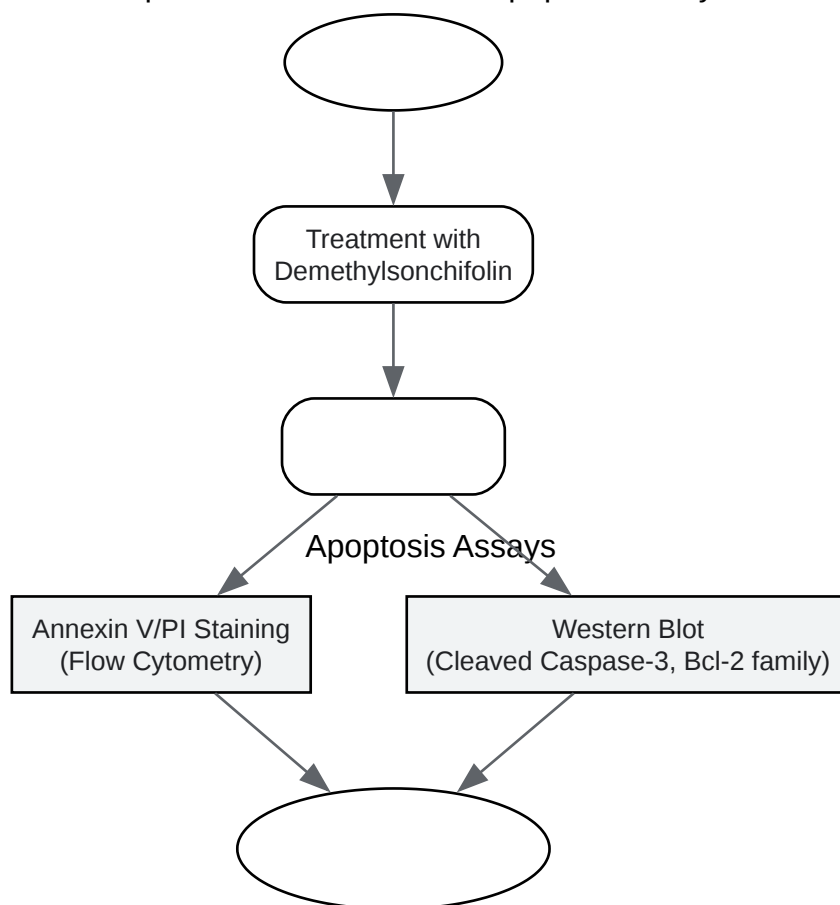 Treatment with
Demethylsonchifolin
Apoptosis Assays
Annexin V/PI Staining
(Flow Cytometry)
Western Blot
(Cleaved Caspase-3, Bcl-2 family)